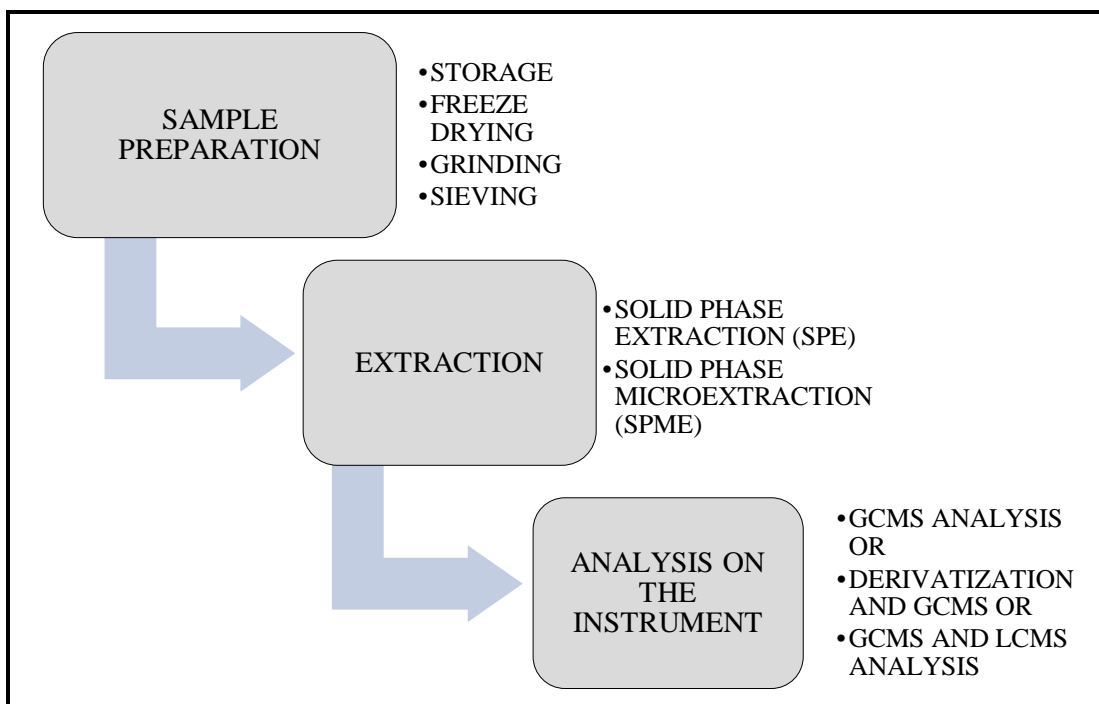 SAMPLE
PREPARATION
•STORAGE
•FREEZE
DRYING
•GRINDING
•SIEVING
EXTRACTION
•SOLID PHASE
EXTRACTION (SPE)
•SOLID PHASE
MICROEXTRACTION
(SPME)
ANALYSIS ON
THE
INSTRUMENT
•GCMS ANALYSIS
OR
•DERIVATIZATION
AND GCMS OR
•GCMS AND LCMS
ANALYSIS